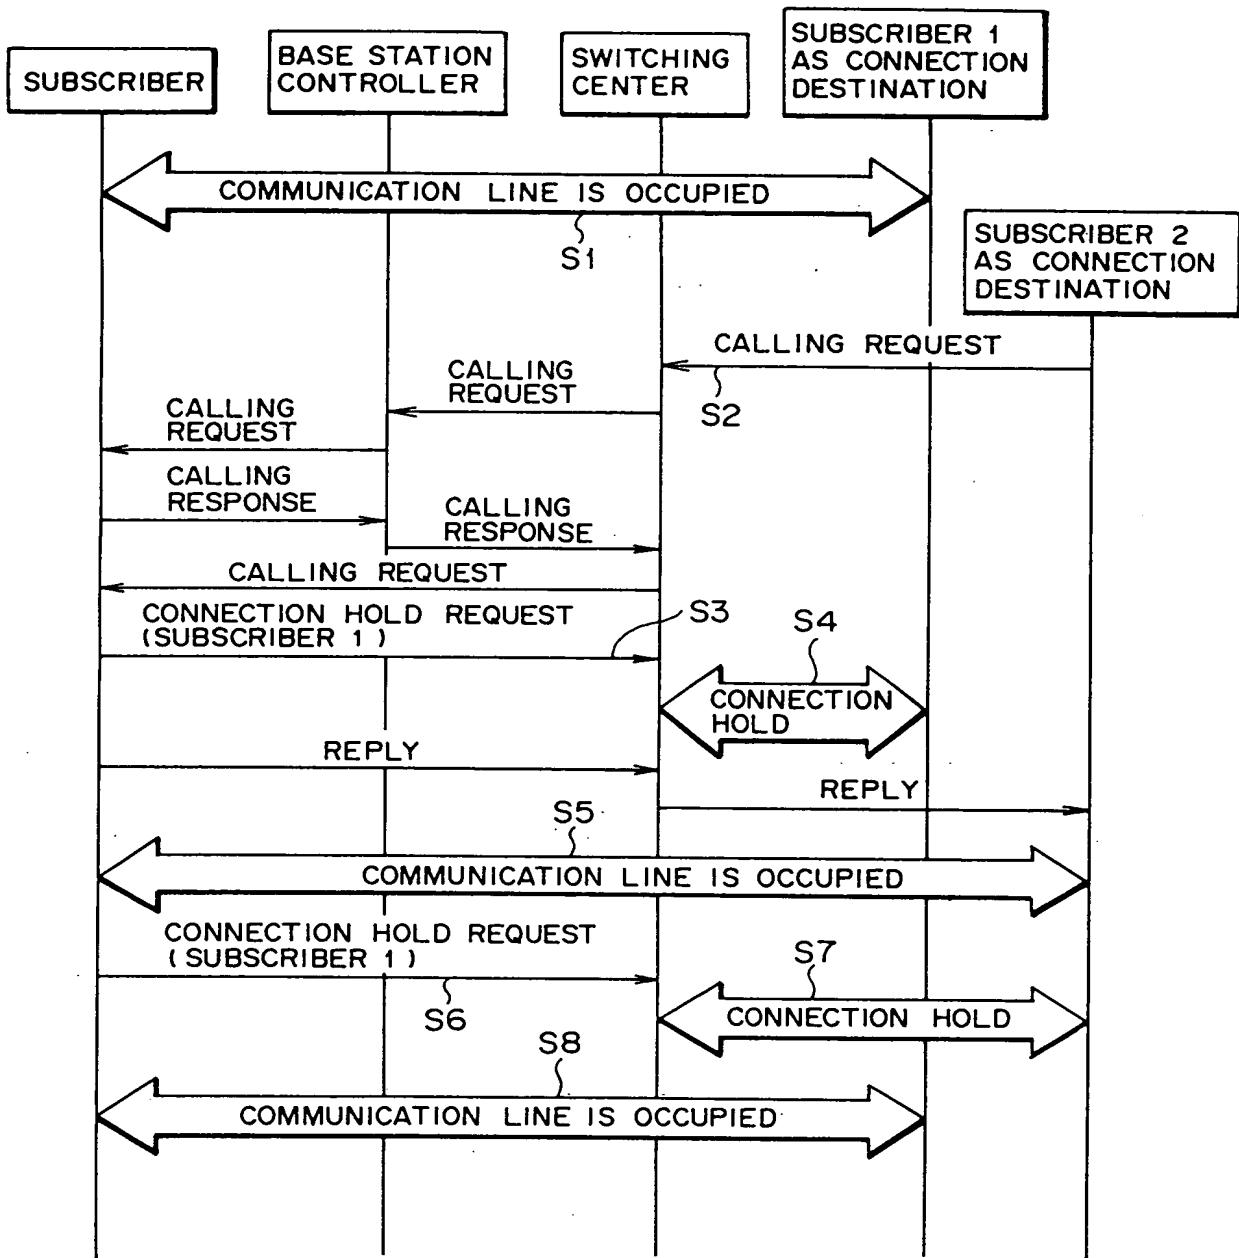 SUBSCRIBER
BASE STATION
CONTROLLER
SWITCHING
CENTER
SUBSCRIBER 1
AS CONNECTION
DESTINATION
COMMUNICATION LINE IS OCCUPIED
S1
SUBSCRIBER 2
AS CONNECTION
DESTINATION
CALLING REQUEST
S2
CALLING
REQUEST
CALLING
REQUEST
CALLING
RESPONSE
CALLING
RESPONSE
CALLING REQUEST
CONNECTION HOLD REQUEST
(SUBSCRIBER 1)
S3
S4
CONNECTION
HOLD
REPLY
REPLY
S5
COMMUNICATION LINE IS OCCUPIED
CONNECTION HOLD REQUEST
(SUBSCRIBER 1)
S6
S7
CONNECTION HOLD
S8
COMMUNICATION LINE IS OCCUPIED